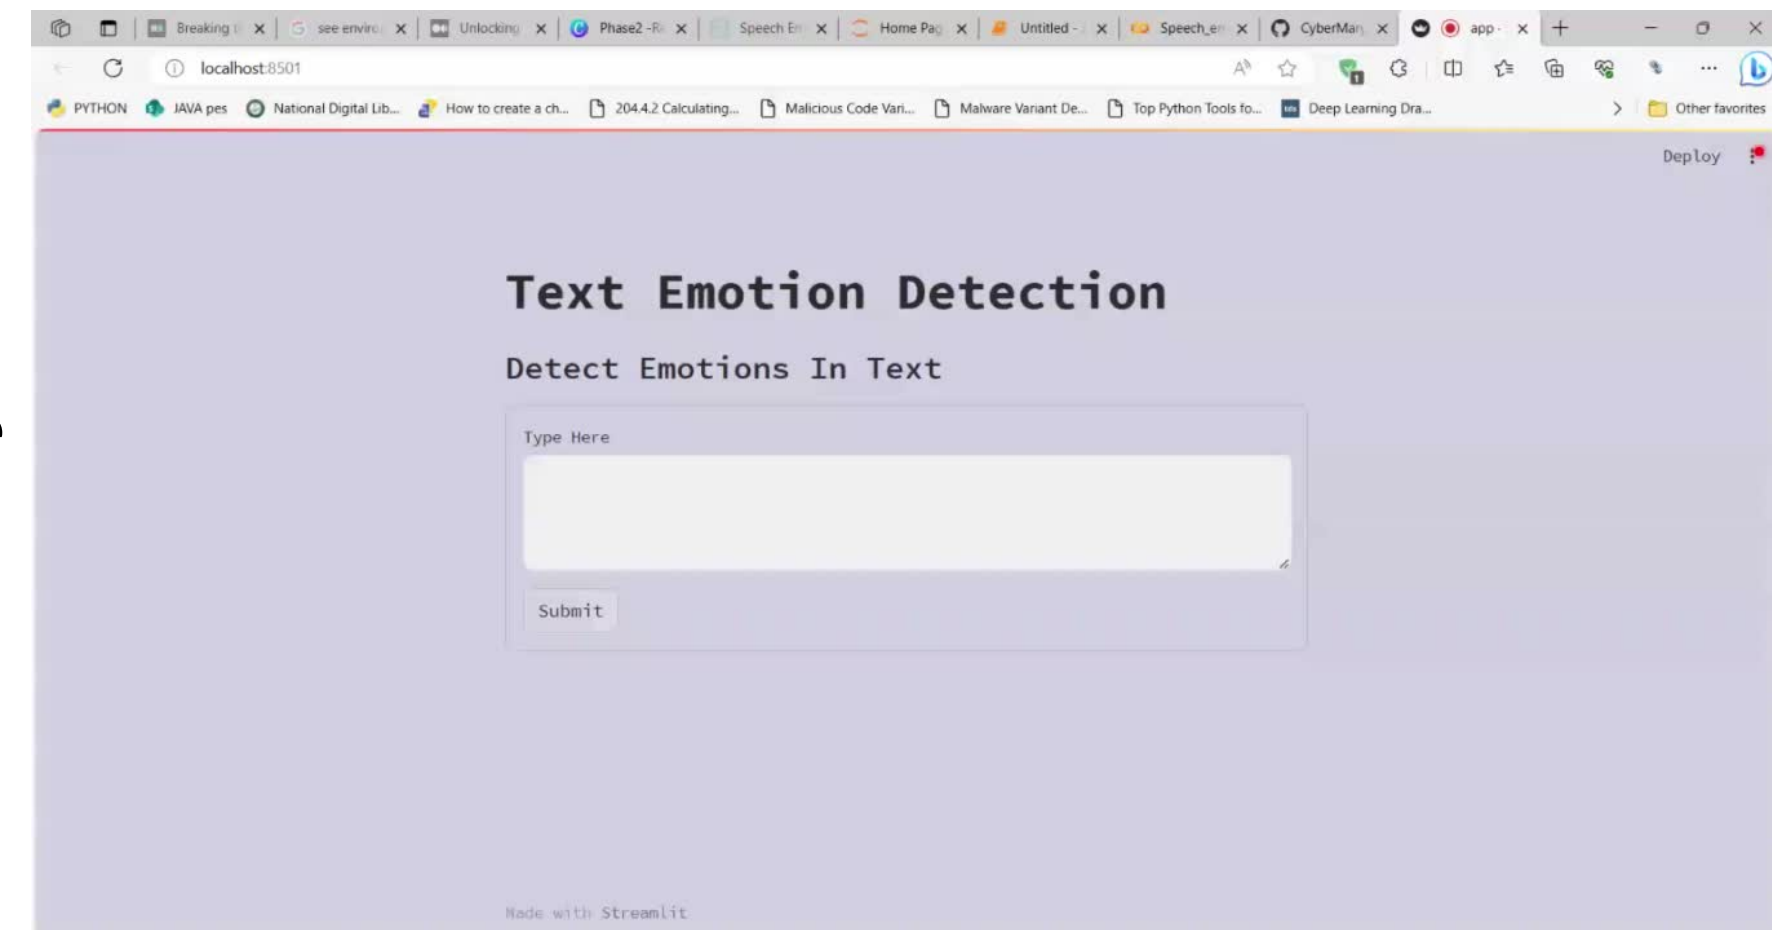 Breaking
see enviro
Unlocking
Phase2 -R
Speech En
Home Pag
Untitled -
Speech_e
CyberMan
app -
localhost:8501
PYTHON
JAVA pes
National Digital Lib...
How to create a ch...
204.4.2 Calculating...
Malicious Code Vari...
Malware Variant De...
Top Python Tools fo...
Deep Learning Dra...
Other favorites
Deploy
Text Emotion Detection
Detect Emotions In Text
Type Here
Submit
Made with Streamlit